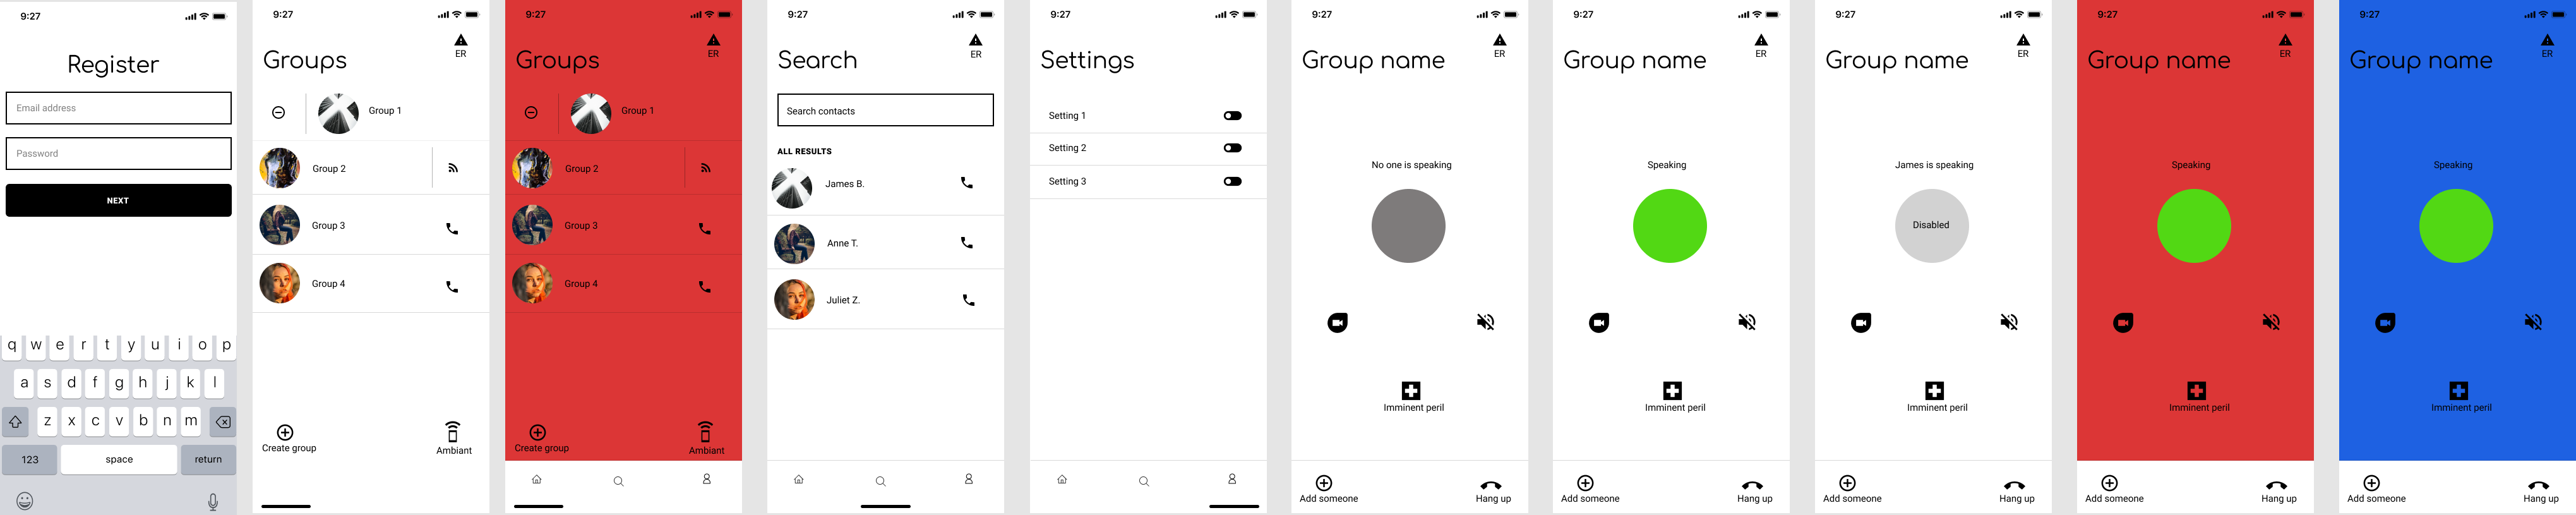 9:27
Register
Email address
Password
NEXT
q w e r t y u i o p
a s d f g h j k l
z x c v b n m
123 space return
9:27
ER
Groups
Group 1
Group 2
Group 3
Group 4
Create group
Ambiant
9:27
ER
Groups
Group 1
Group 2
Group 3
Group 4
Create group
Ambiant
9:27
ER
Search
Search contacts
ALL RESULTS
James B.
Anne T.
Juliet Z.
9:27
Settings
Setting 1
Setting 2
Setting 3
9:27
ER
Group name
No one is speaking
Imminent peril
Add someone
Hang up
9:27
ER
Group name
Speaking
Imminent peril
Add someone
Hang up
9:27
ER
Group name
James is speaking
Disabled
Imminent peril
Add someone
Hang up
9:27
ER
Group name
Speaking
Imminent peril
Add someone
Hang up
9:27
ER
Group name
Speaking
Imminent peril
Add someone
Hang up